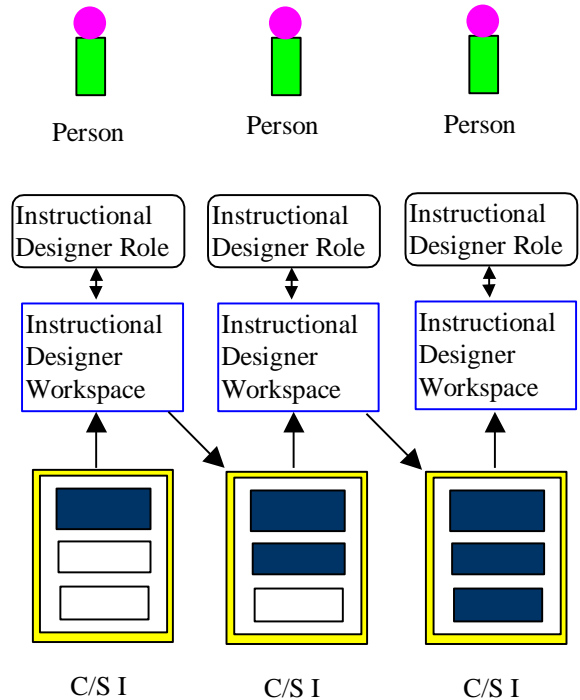 Person
Person
Person
Instructional
Designer Role
Instructional
Designer Role
Instructional
Designer Role
Instructional
Designer
Workspace
Instructional
Designer
Workspace
Instructional
Designer
Workspace
C/S I
C/S I
C/S I